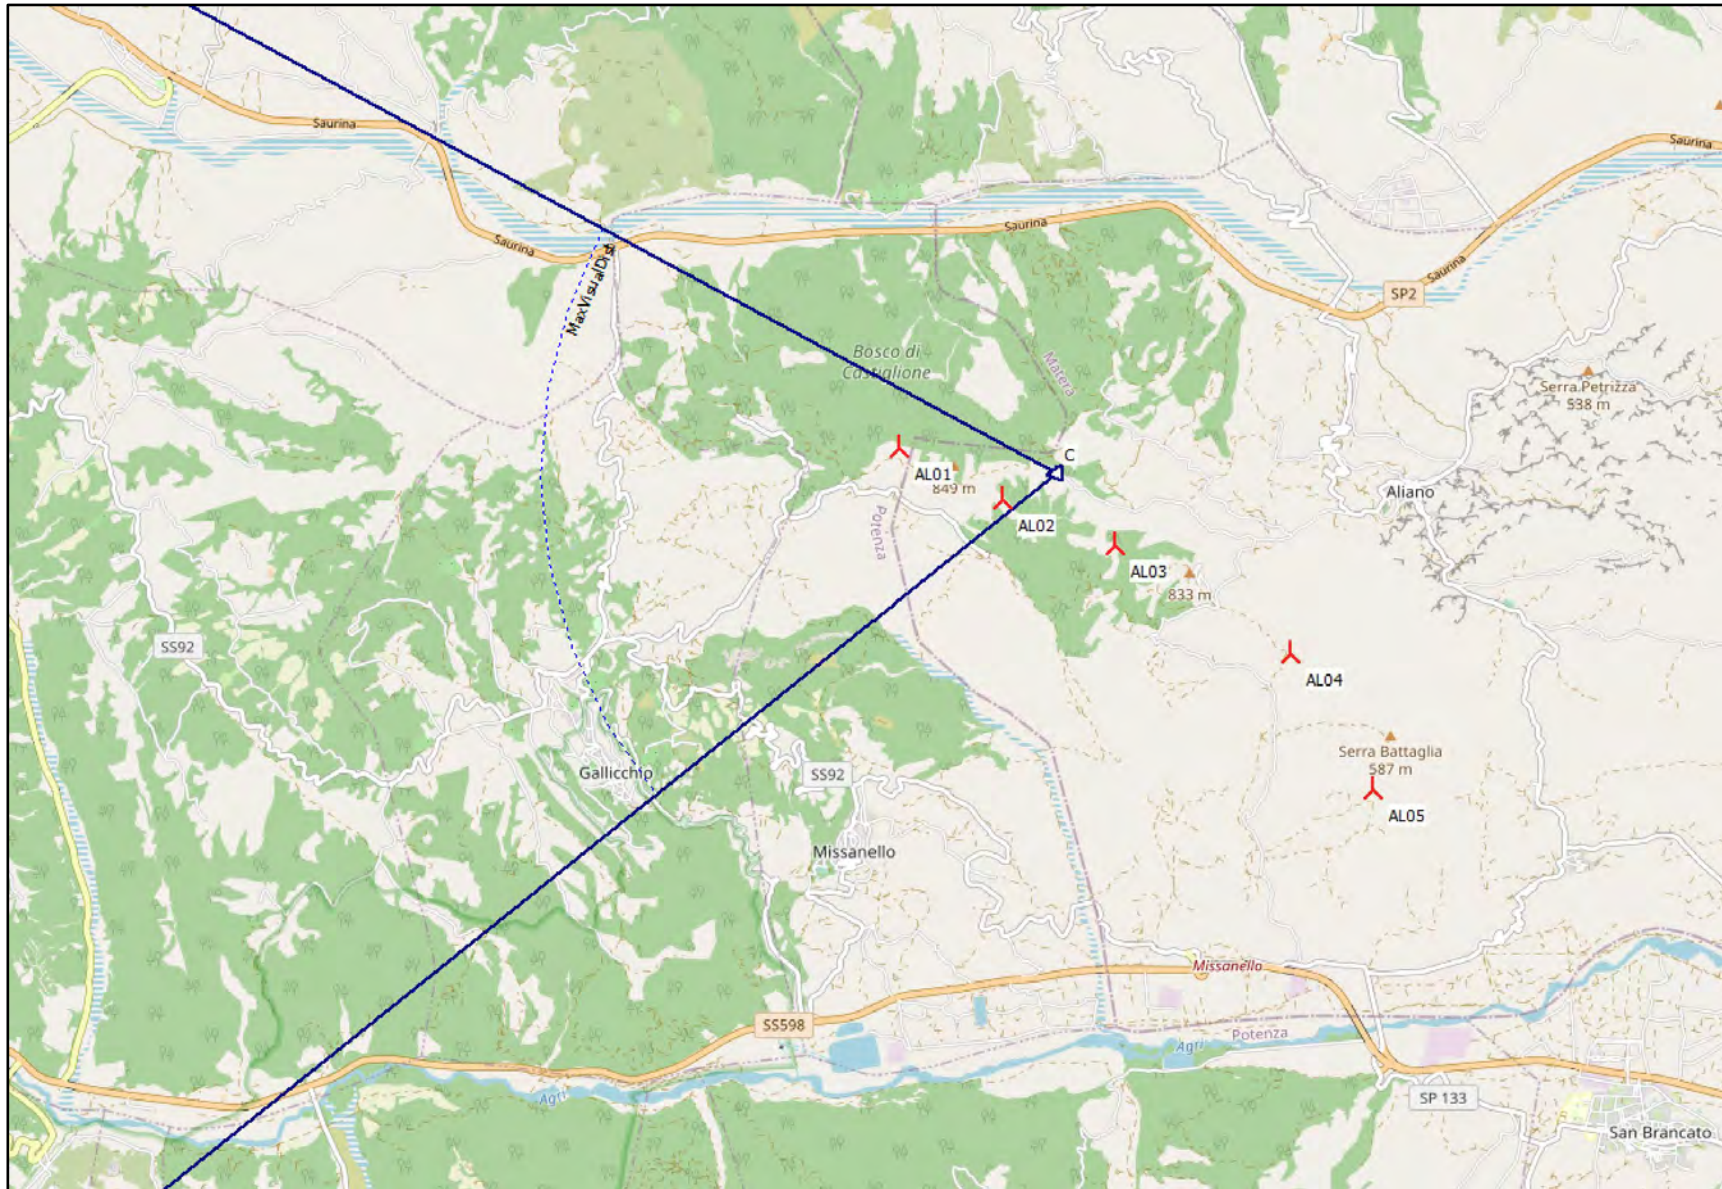 Saurina
Saurina
Saurina
Saurina
Saurina
MaxVisualDist
SP2
Bosco di
Castiglione
Matera
Serra Petrizza
538 m
C
AL01
849 m
Aliano
AL02
Potenza
AL03
833 m
SS92
AL04
Serra Battaglia
587 m
Gallicchio
SS92
AL05
Missanello
Missanello
SS598
Potenza
Agri
Agri
SP 133
San Brancato